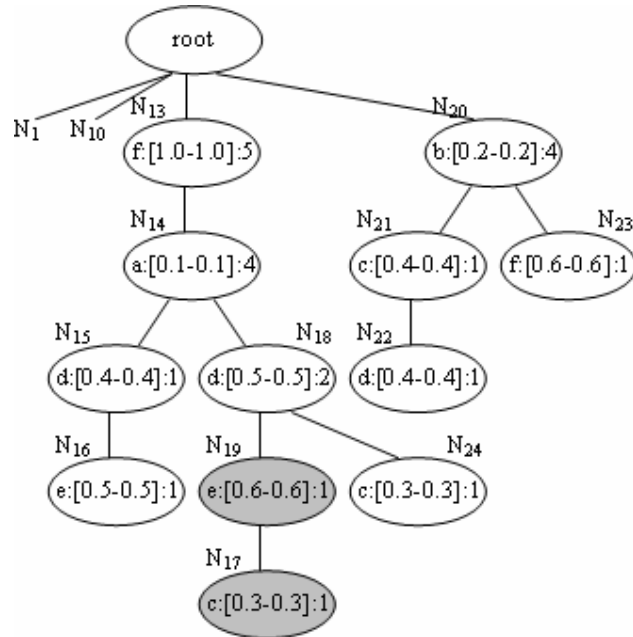 root
N13 N20
N1 N10
f:[1.0-1.0]:5 b:[0.2-0.2]:4
N14 N21 N23
a:[0.1-0.1]:4 c:[0.4-0.4]:1 f:[0.6-0.6]:1
N15 N18 N22
d:[0.4-0.4]:1 d:[0.5-0.5]:2 d:[0.4-0.4]:1
N16 N19 N24
e:[0.5-0.5]:1 e:[0.6-0.6]:1 c:[0.3-0.3]:1
N17
c:[0.3-0.3]:1